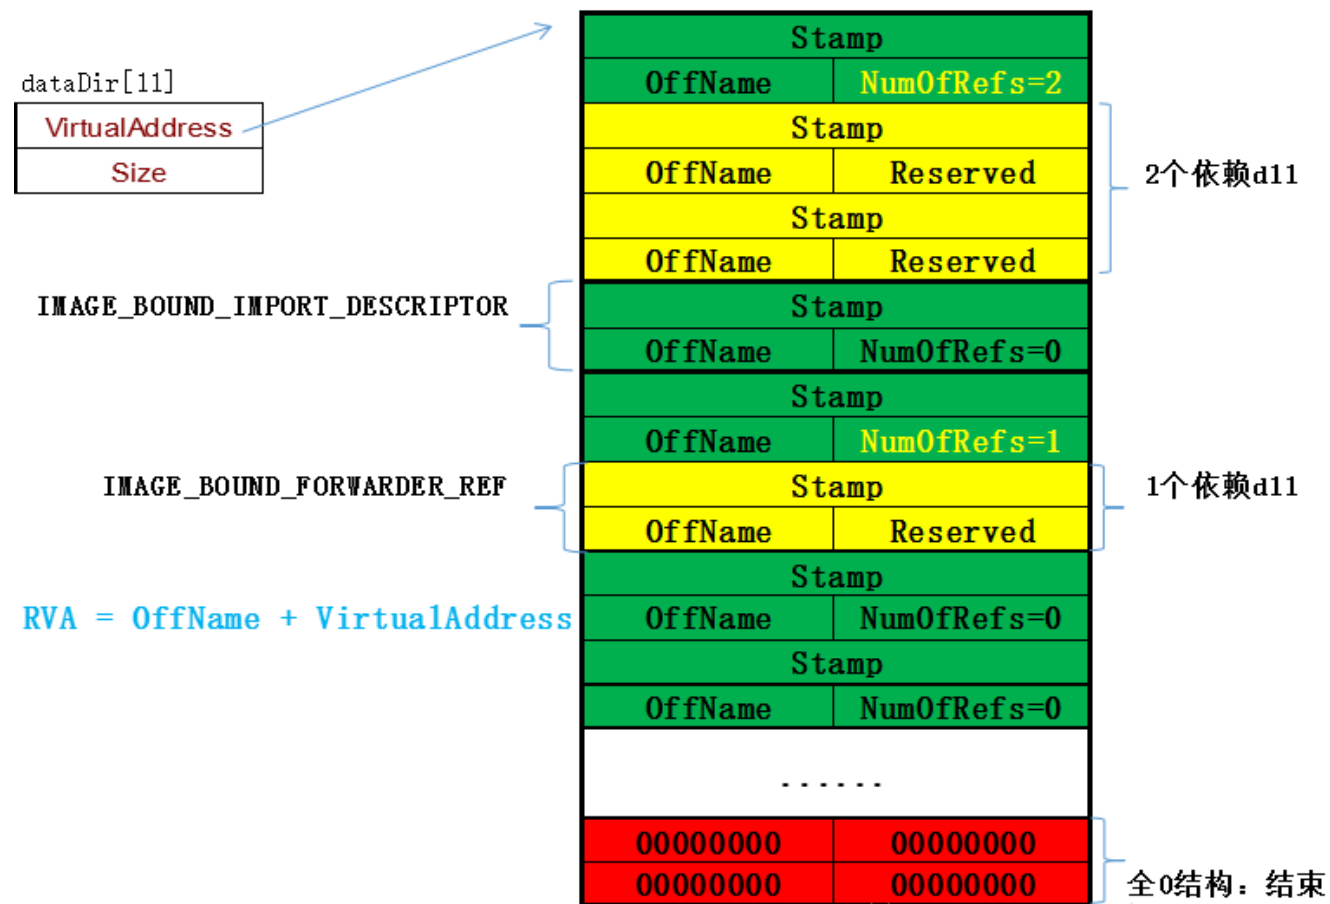 Stamp
OffName NumOfRefs=2
dataDir[11]
VirtualAddress
Size
Stamp
OffName Reserved
Stamp
OffName Reserved
2个依赖dll
IMAGE_BOUND_IMPORT_DESCRIPTOR
Stamp
OffName NumOfRefs=0
Stamp
OffName NumOfRefs=1
IMAGE_BOUND_FORWARDER_REF
Stamp
OffName Reserved
1个依赖dll
Stamp
RVA = OffName + VirtualAddress
OffName NumOfRefs=0
Stamp
OffName NumOfRefs=0
......
00000000 00000000
00000000 00000000
全0结构：结束